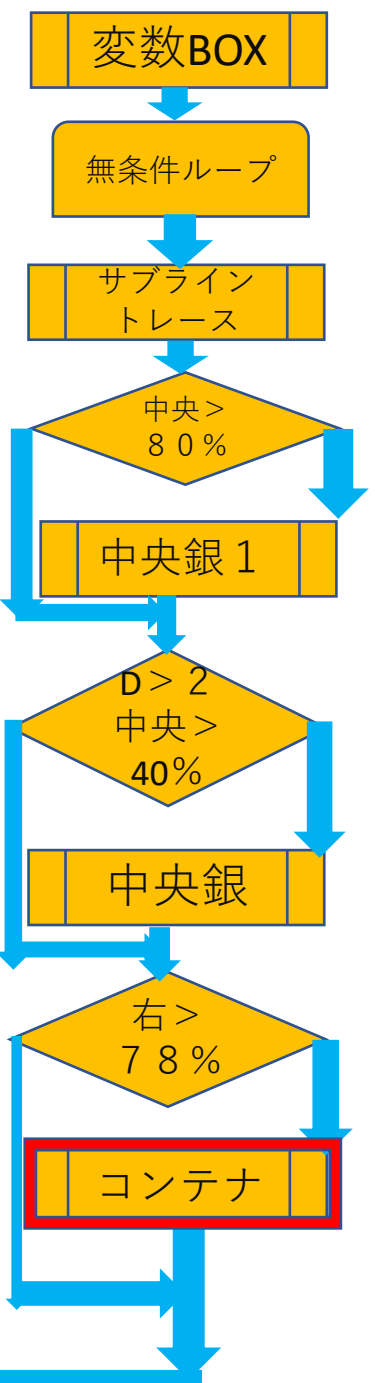 変数BOX
無条件ループ
サブライン
トレース
中央＞
８０%
中央銀１
D＞２
中央＞
40%
中央銀
右＞
７８%
コンテナ